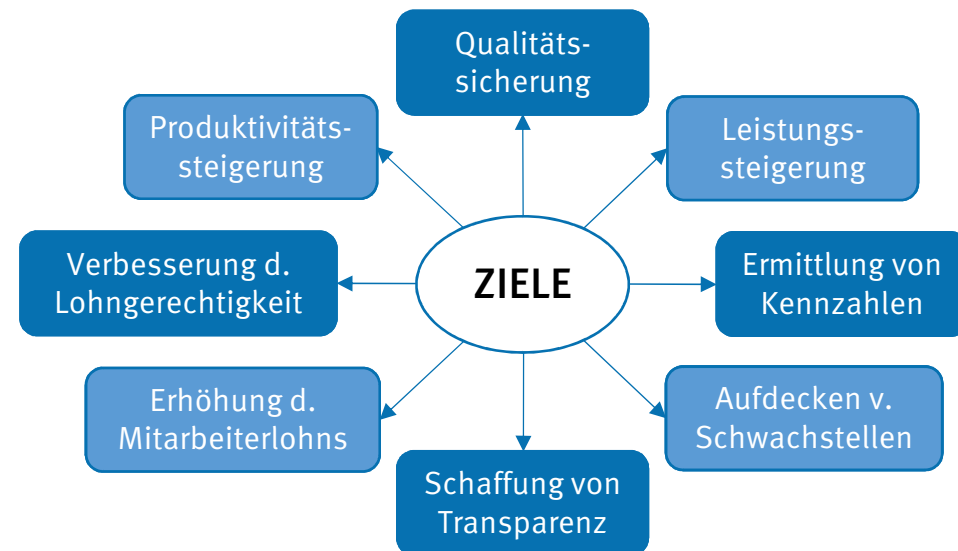 Qualitäts-
sicherung
Produktivitäts-
steigerung
Leistungs-
steigerung
Verbesserung d.
Lohngerechtigkeit
ZIELE
Ermittlung von
Kennzahlen
Erhöhung d.
Mitarbeiterlohns
Aufdecken v.
Schwachstellen
Schaffung von
Transparenz